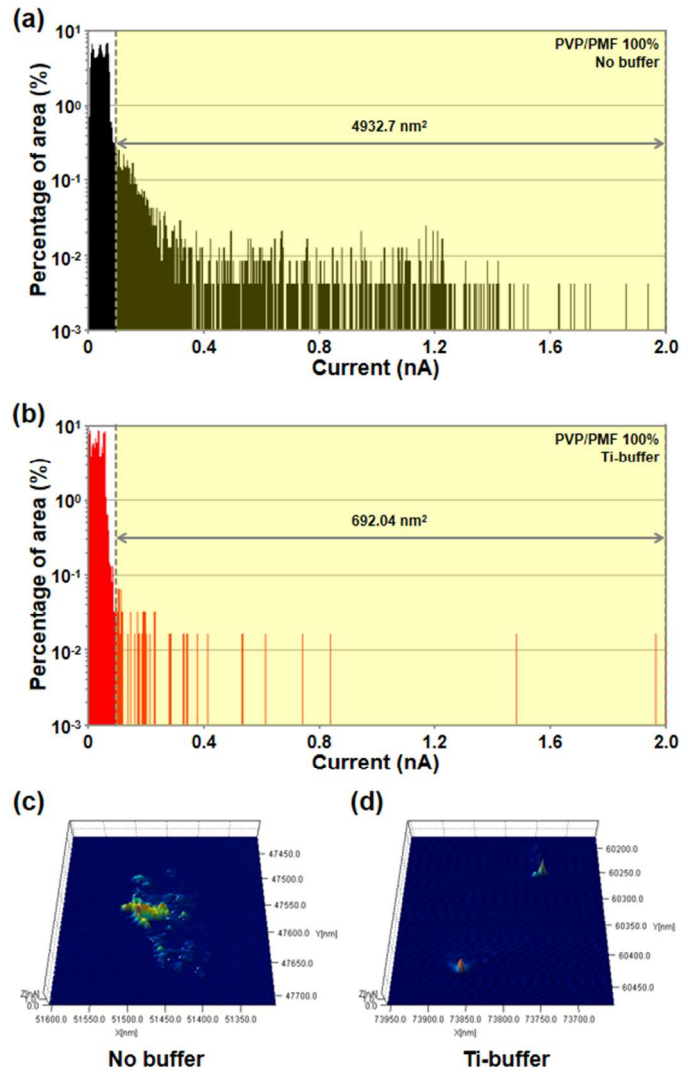 (a)
PVP/PMF 100%
No buffer
4932.7 nm²
Percentage of area (%)
10¹
10⁰
10⁻¹
10⁻²
10⁻³
0 0.4 0.8 1.2 1.6 2.0
Current (nA)
(b)
PVP/PMF 100%
Ti-buffer
692.04 nm²
Percentage of area (%)
10¹
10⁰
10⁻¹
10⁻²
10⁻³
0 0.4 0.8 1.2 1.6 2.0
Current (nA)
(c)
47450.0
47500.0
47550.0
47600.0 Y[nm]
47650.0
47700.0
Z[nA]
51600.0 51550.0 51500.0 51450.0 51400.0 51350.0
X[nm]
No buffer
(d)
60200.0
60250.0
60300.0
60350.0 Y[nm]
60400.0
60450.0
Z[nA]
73950.0 73900.0 73850.0 73800.0 73750.0 73700.0
X[nm]
Ti-buffer